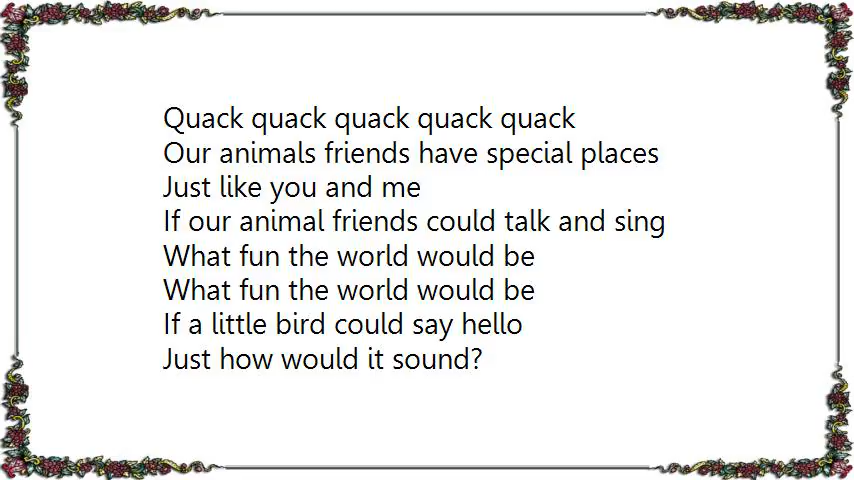 Quack quack quack quack quack
Our animals friends have special places
Just like you and me
If our animal friends could talk and sing
What fun the world would be
What fun the world would be
If a little bird could say hello
Just how would it sound?